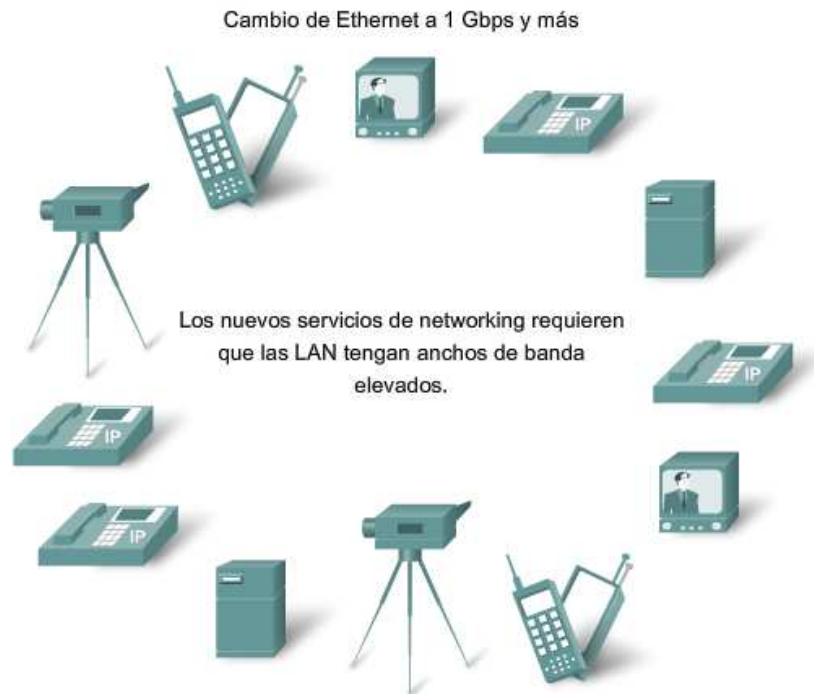 Cambio de Ethernet a 1 Gbps y más
IP
Los nuevos servicios de networking requieren
que las LAN tengan anchos de banda
elevados.
IP
IP
IP